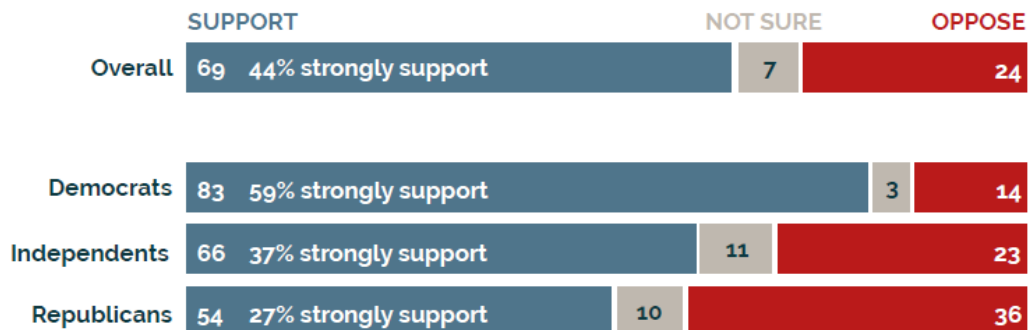 SUPPORT NOT SURE OPPOSE
Overall 69 44% strongly support 7 24
Democrats 83 59% strongly support 3 14
Independents 66 37% strongly support 11 23
Republicans 54 27% strongly support 10 36